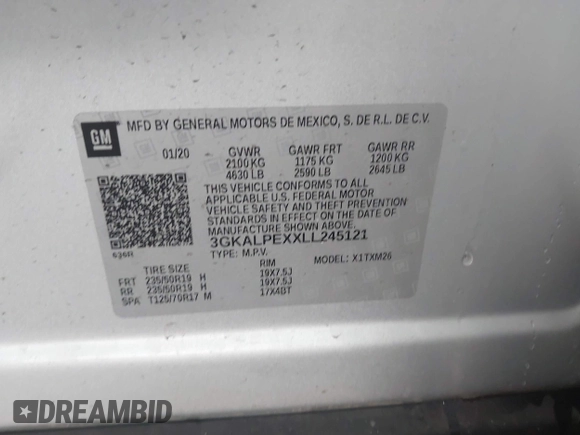 GM
MFD BY GENERAL MOTORS DE MEXICO, S. DE R.L. DE C.V.
01/20 GVWR GAWR FRT GAWR RR
2100 KG 1175 KG 1200 KG
4630 LB 2590 LB 2645 LB
THIS VEHICLE CONFORMS TO ALL
APPLICABLE U.S. FEDERAL MOTOR
VEHICLE SAFETY AND THEFT PREVENTION
STANDARDS IN EFFECT ON THE DATE OF
MANUFACTURE SHOWN ABOVE.
3GKALPEXXLL245121
TYPE: M.P.V. MODEL: X1TXM26
TIRE SIZE RIM
FRT 235/50R19 H 19X7.5J
RR 235/50R19 H 19X7.5J
SPA T125/70R17 M 17X4BT
DREAMBID